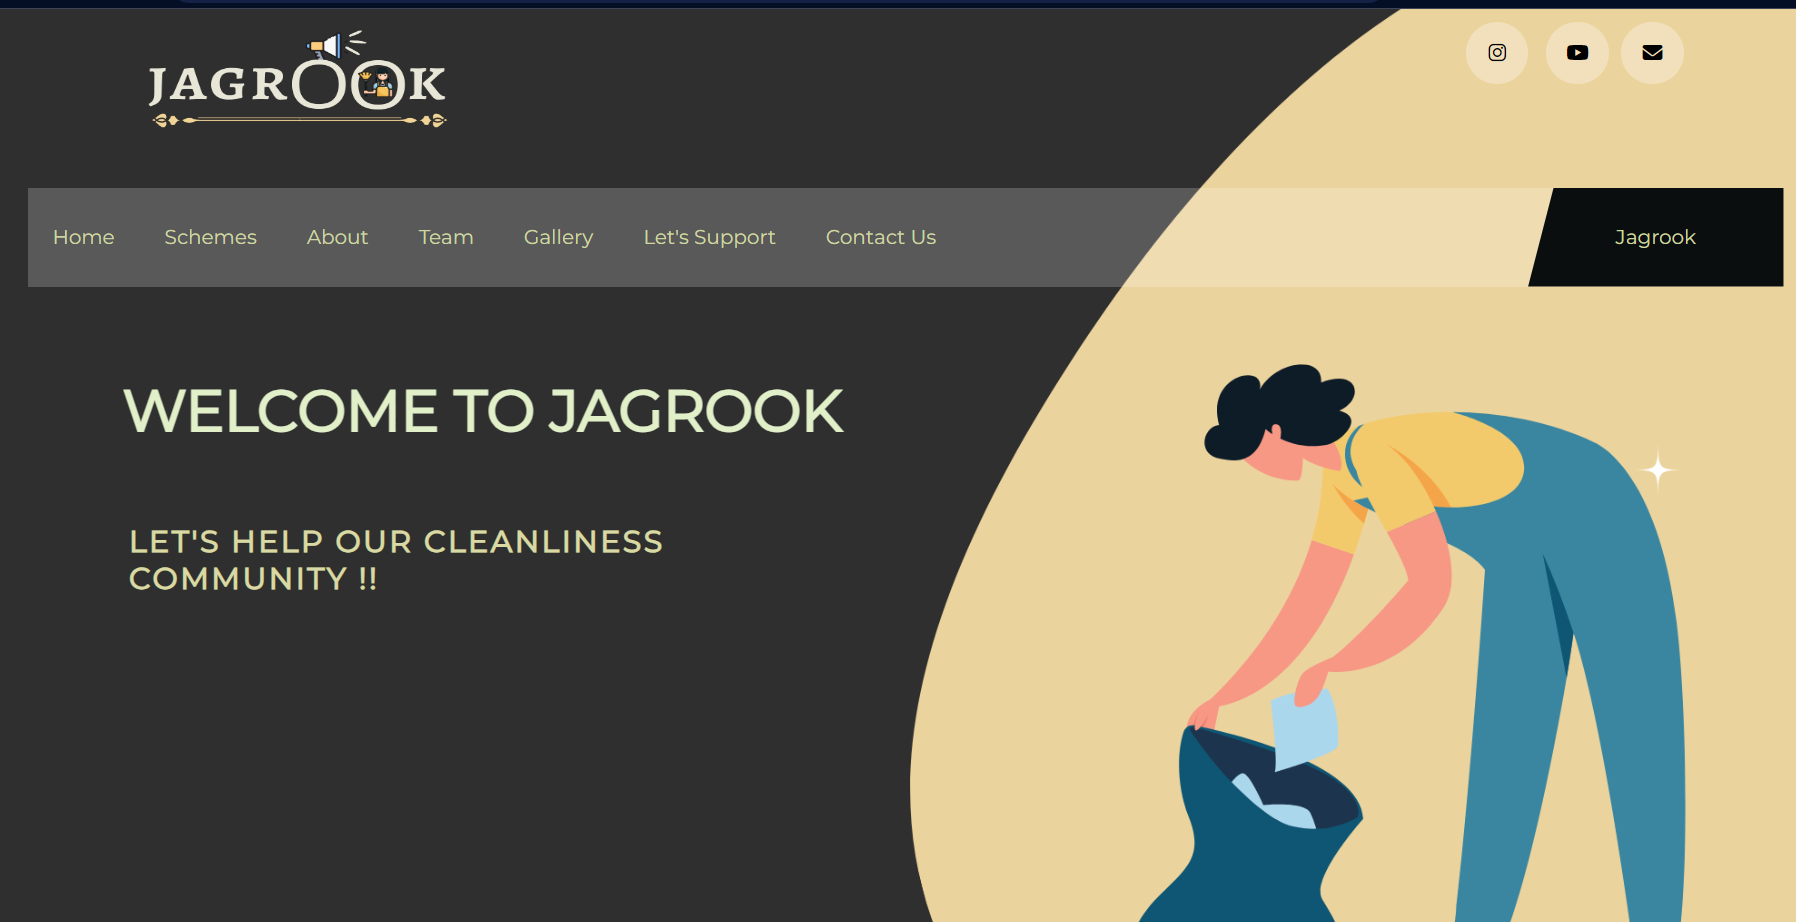 JAGROOK
Home Schemes About Team Gallery Let's Support Contact Us Jagrook
WELCOME TO JAGROOK
LET'S HELP OUR CLEANLINESS
COMMUNITY !!